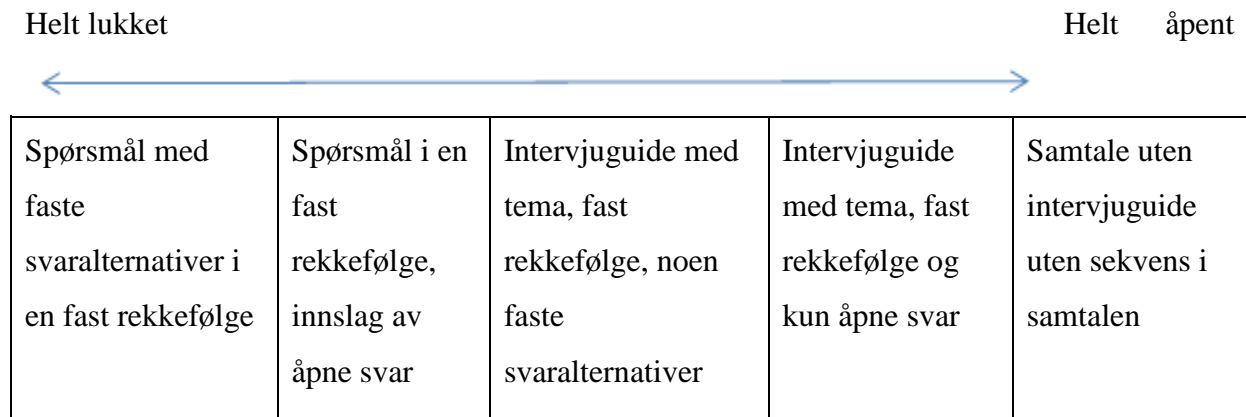 Helt lukket Helt åpent
Spørsmål med
faste
svaralternativer i
en fast rekkefølge
Spørsmål i en
fast
rekkefølge,
innslag av
åpne svar
Intervjuguide med
tema, fast
rekkefølge, noen
faste
svaralternativer
Intervjuguide
med tema, fast
rekkefølge og
kun åpne svar
Samtale uten
intervjuguide
uten sekvens i
samtalen